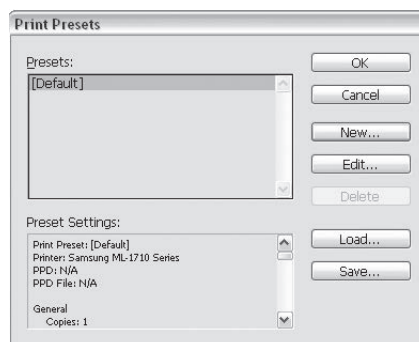 Print Presets
Presets:
[Default]
OK
Cancel
New...
Edit...
Delete
Preset Settings:
Print Preset: [Default]
Printer: Samsung ML-1710 Series
PPD: N/A
PPD File: N/A
General
Copies: 1
Load...
Save...